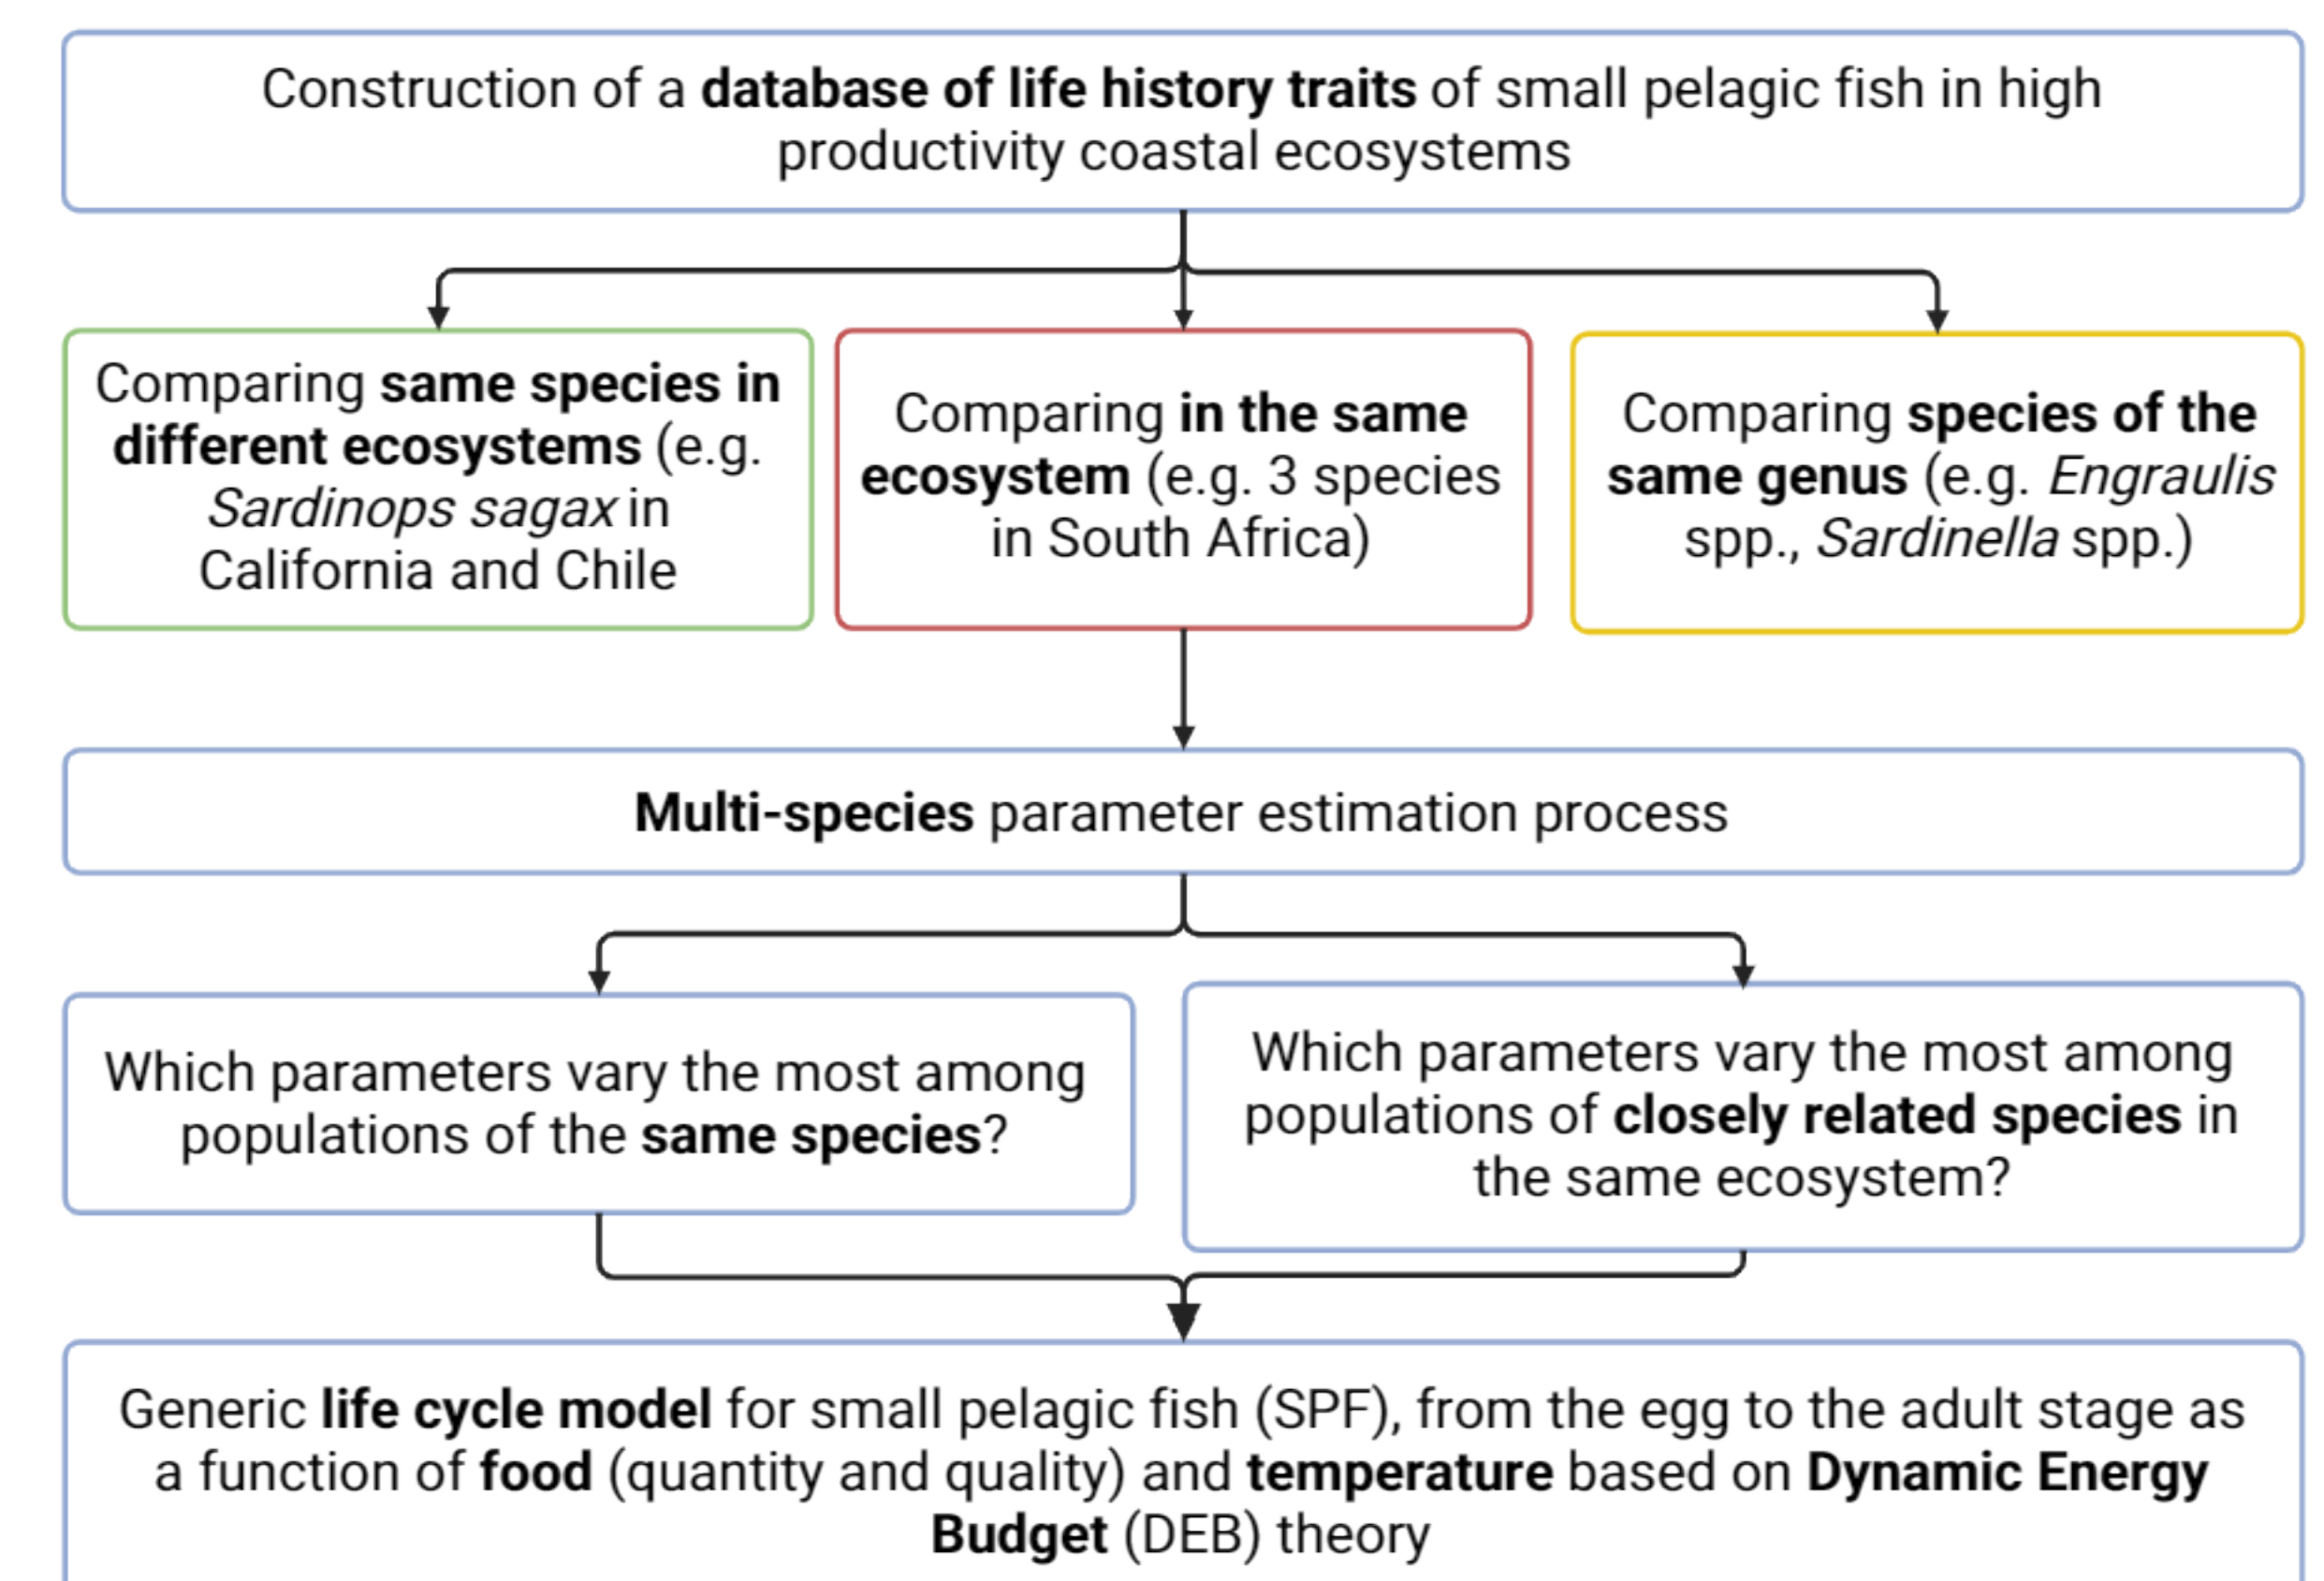 Construction of a database of life history traits of small pelagic fish in high
productivity coastal ecosystems
Comparing same species in
different ecosystems (e.g.
Sardinops sagax in
California and Chile
Comparing in the same
ecosystem (e.g. 3 species
in South Africa)
Comparing species of the
same genus (e.g. Engraulis
spp., Sardinella spp.)
Multi-species parameter estimation process
Which parameters vary the most among
populations of the same species?
Which parameters vary the most among
populations of closely related species in
the same ecosystem?
Generic life cycle model for small pelagic fish (SPF), from the egg to the adult stage as
a function of food (quantity and quality) and temperature based on Dynamic Energy
Budget (DEB) theory